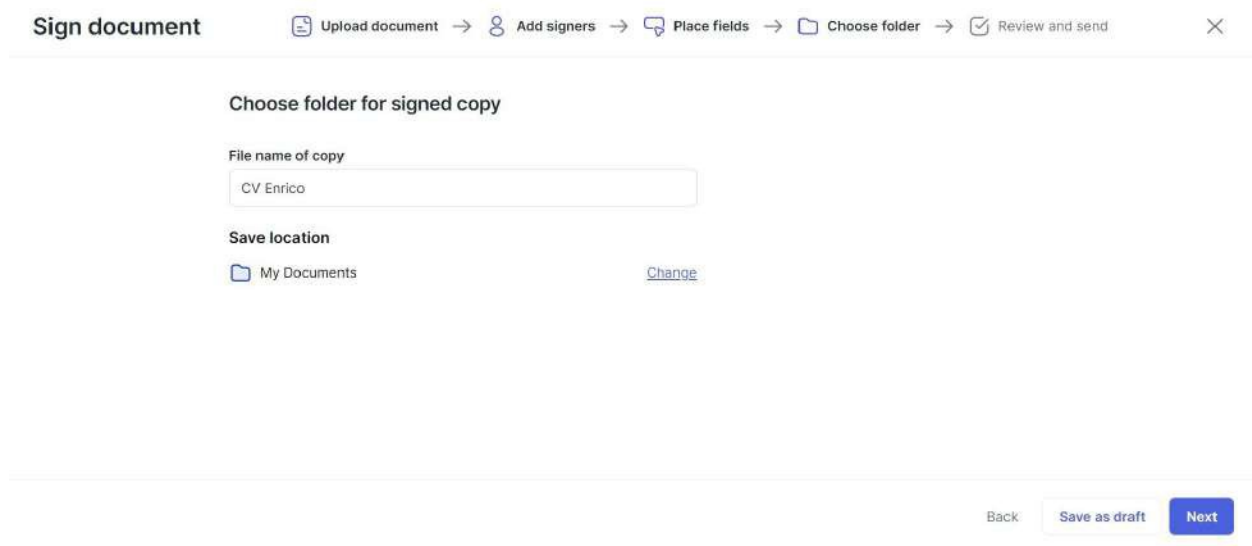 Sign document
Upload document → Add signers → Place fields → Choose folder → Review and send
Choose folder for signed copy
File name of copy
CV Enrico
Save location
My Documents Change
Back Save as draft Next